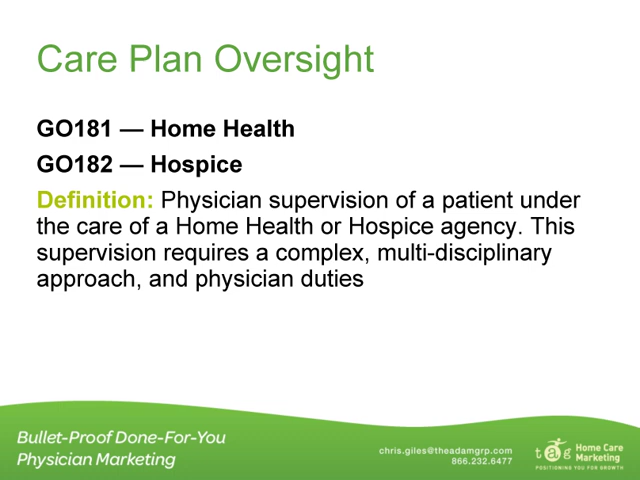 Care Plan Oversight
GO181 — Home Health
GO182 — Hospice
Definition: Physician supervision of a patient under
the care of a Home Health or Hospice agency. This
supervision requires a complex, multi-disciplinary
approach, and physician duties
Bullet-Proof Done-For-You
Physician Marketing
chris.giles@theadamgrp.com
866.232.6477
tag Home Care
Marketing
POSITIONING YOU FOR GROWTH